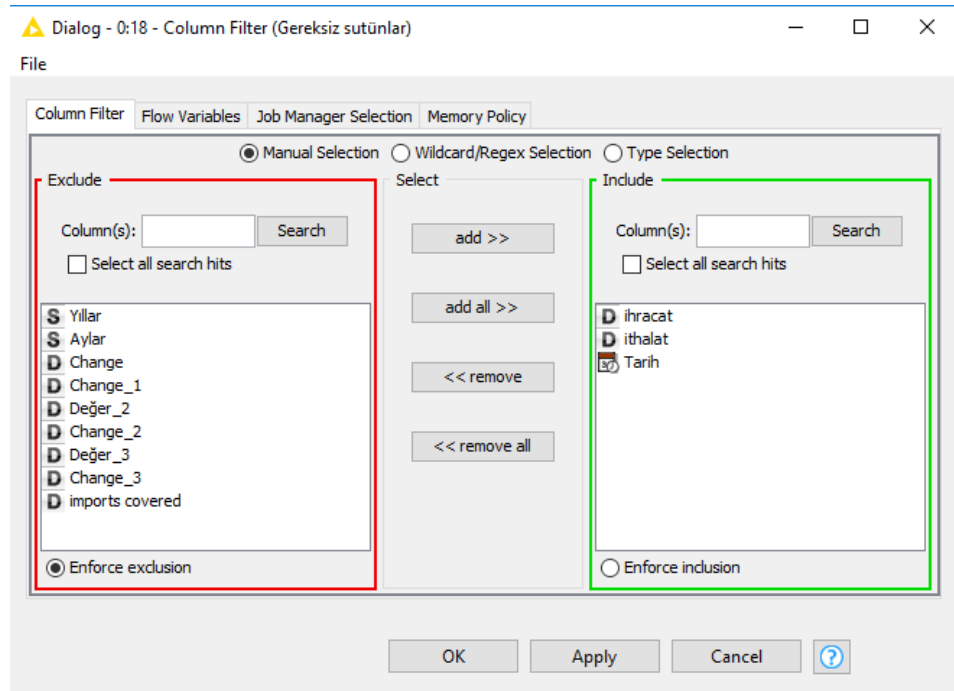 Dialog - 0:18 - Column Filter (Gereksiz sutünlar)
File
Column Filter Flow Variables Job Manager Selection Memory Policy
Manual Selection Wildcard/Regex Selection Type Selection
Exclude
Column(s): Search
Select all search hits
S Yıllar
S Aylar
D Change
D Change_1
D Değer_2
D Change_2
D Değer_3
D Change_3
D imports covered
Enforce exclusion
Select
add >>
add all >>
<< remove
<< remove all
Include
Column(s): Search
Select all search hits
D ihracat
D ithalat
Tarih
Enforce inclusion
OK Apply Cancel ?